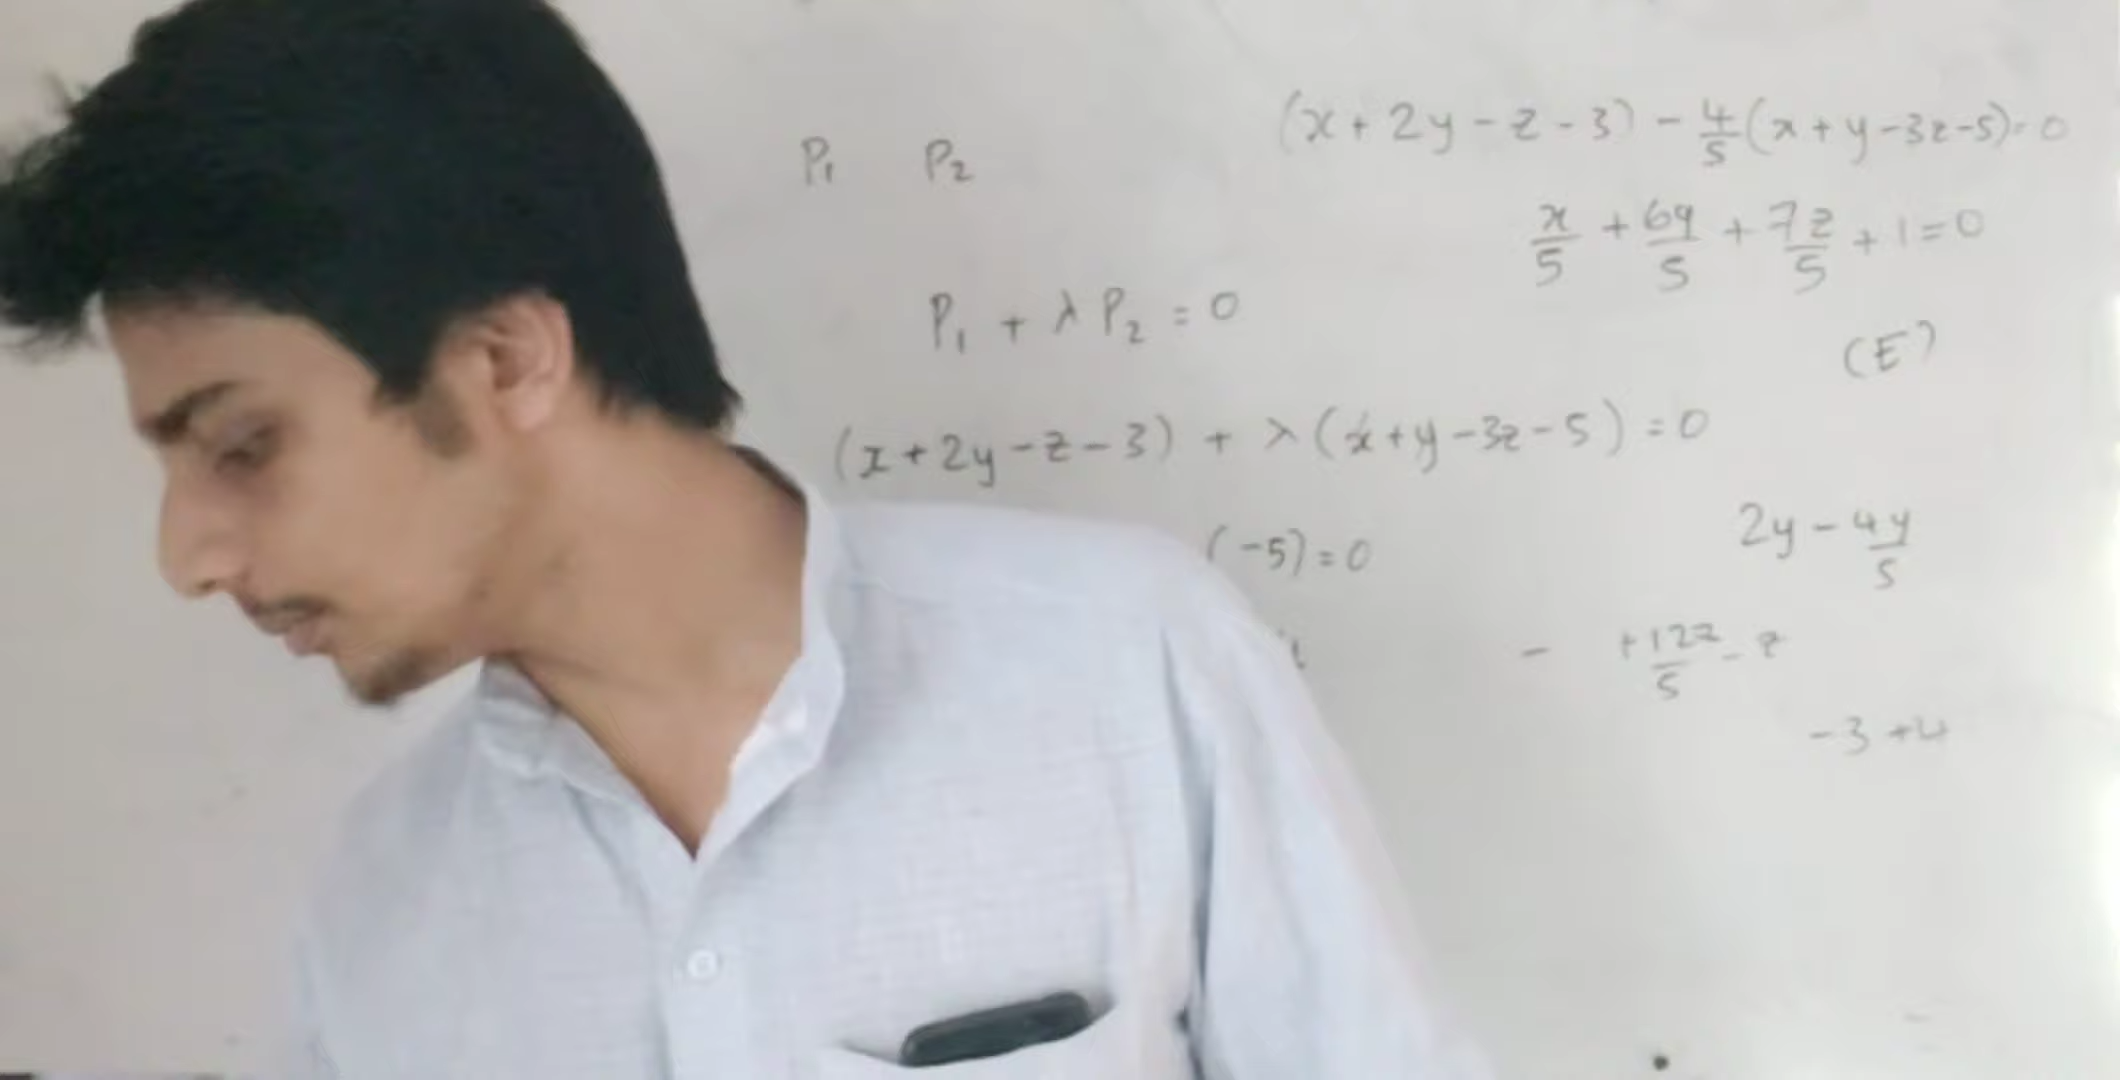 P₁ P₂
P₁ + λ P₂ = 0
(x + 2y - z - 3) + λ (x + y - 3z - 5) = 0
(-5) = 0
(x + 2y - z - 3) - 4/5 (x + y - 3z - 5) = 0
x/5 + 6y/5 + 7z/5 + 1 = 0
(E)
2y - 4y/5
- + 12z/5 - z
-3 + 4